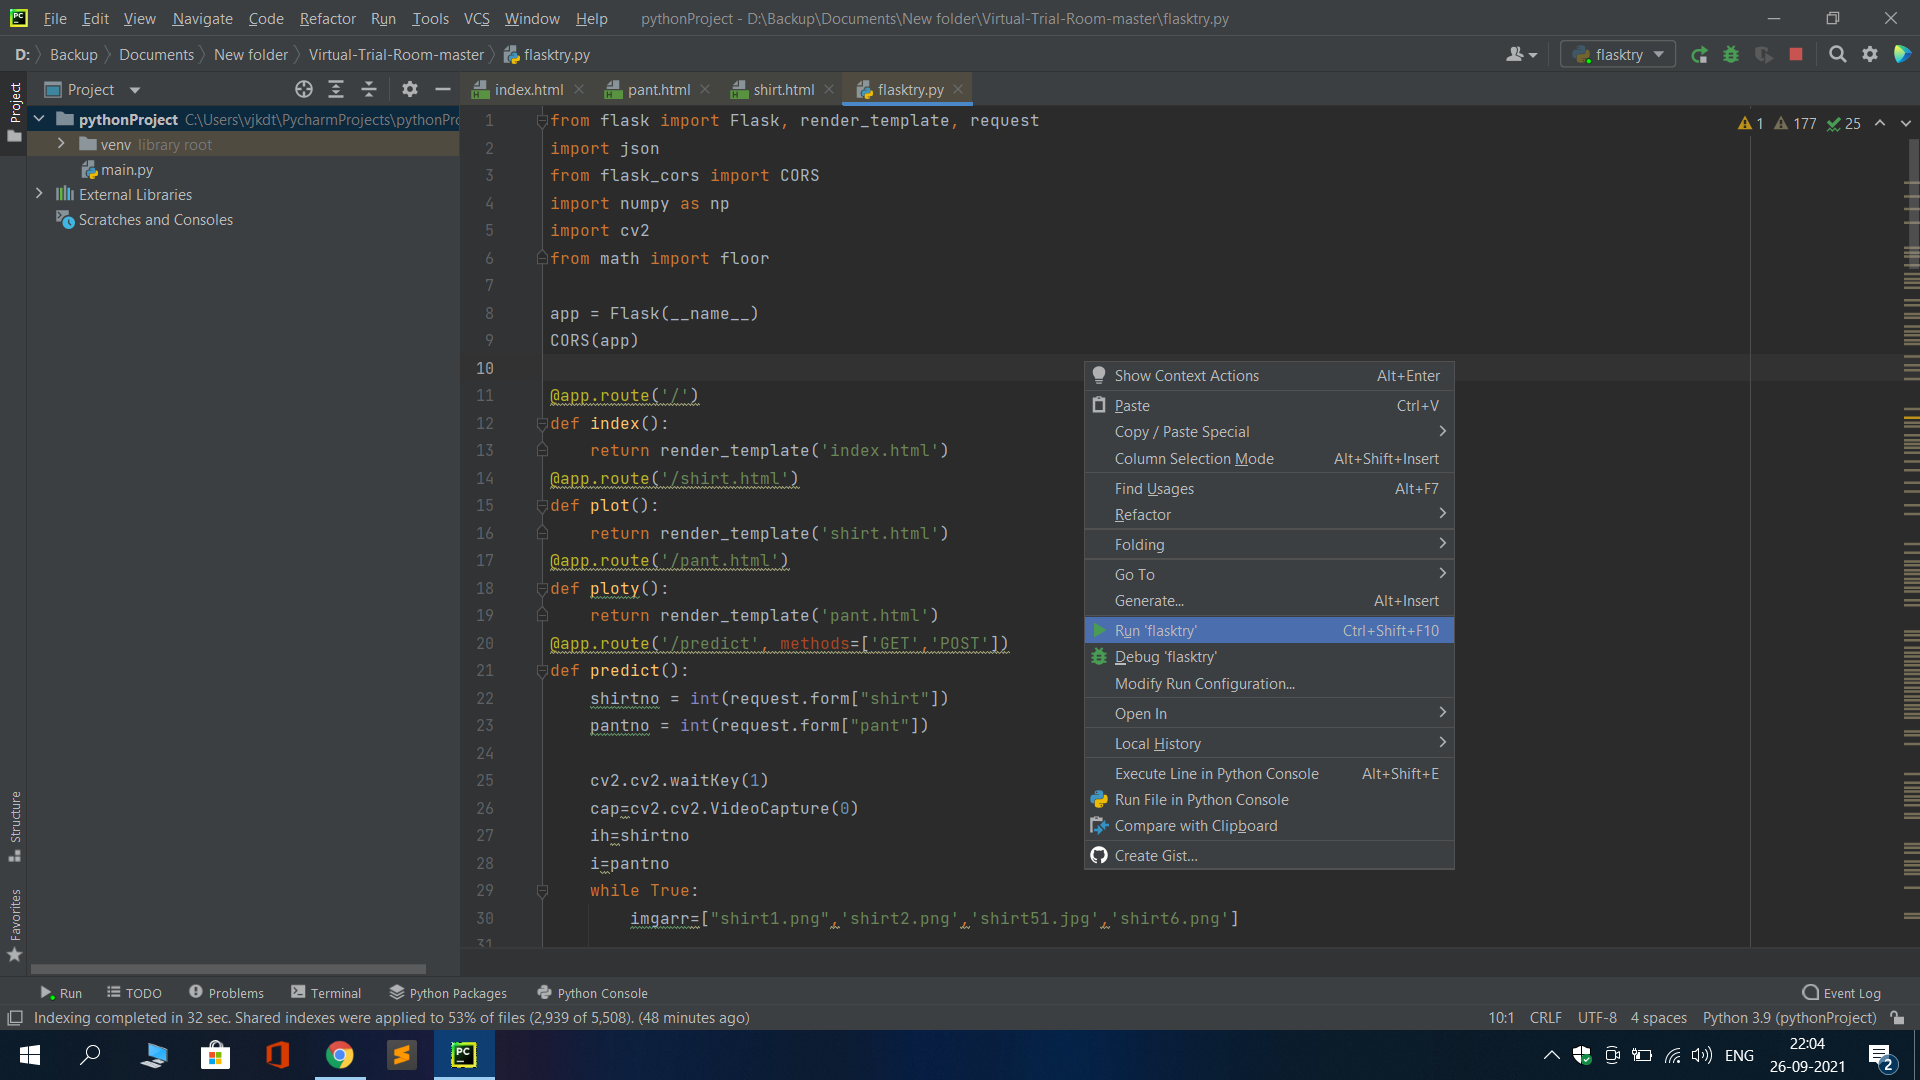 File Edit View Navigate Code Refactor Run Tools VCS Window Help pythonProject - D:\Backup\Documents\New folder\Virtual-Trial-Room-master\flasktry.py
D: Backup Documents New folder Virtual-Trial-Room-master flasktry.py flasktry
Project index.html pant.html shirt.html flasktry.py
Project
pythonProject C:\Users\vjkdt\PycharmProjects\pythonPro
venv library root
main.py
External Libraries
Scratches and Consoles
1 177 25
1 from flask import Flask, render_template, request
2 import json
3 from flask_cors import CORS
4 import numpy as np
5 import cv2
6 from math import floor
7
8 app = Flask(__name__)
9 CORS(app)
10
11 @app.route('/')
12 def index():
13 return render_template('index.html')
14 @app.route('/shirt.html')
15 def plot():
16 return render_template('shirt.html')
17 @app.route('/pant.html')
18 def ploty():
19 return render_template('pant.html')
20 @app.route('/predict', methods=['GET','POST'])
21 def predict():
22 shirtno = int(request.form["shirt"])
23 pantno = int(request.form["pant"])
24
25 cv2.cv2.waitKey(1)
26 cap=cv2.cv2.VideoCapture(0)
27 ih=shirtno
28 i=pantno
29 while True:
30 imgarr=["shirt1.png",'shirt2.png','shirt51.jpg','shirt6.png']
31
Show Context Actions Alt+Enter
Paste Ctrl+V
Copy / Paste Special
Column Selection Mode Alt+Shift+Insert
Find Usages Alt+F7
Refactor
Folding
Go To
Generate... Alt+Insert
Run 'flasktry' Ctrl+Shift+F10
Debug 'flasktry'
Modify Run Configuration...
Open In
Local History
Execute Line in Python Console Alt+Shift+E
Run File in Python Console
Compare with Clipboard
Create Gist...
Structure
Favorites
Run TODO Problems Terminal Python Packages Python Console Event Log
Indexing completed in 32 sec. Shared indexes were applied to 53% of files (2,939 of 5,508). (48 minutes ago) 10:1 CRLF UTF-8 4 spaces Python 3.9 (pythonProject)
PC
ENG
22:04
26-09-2021
2